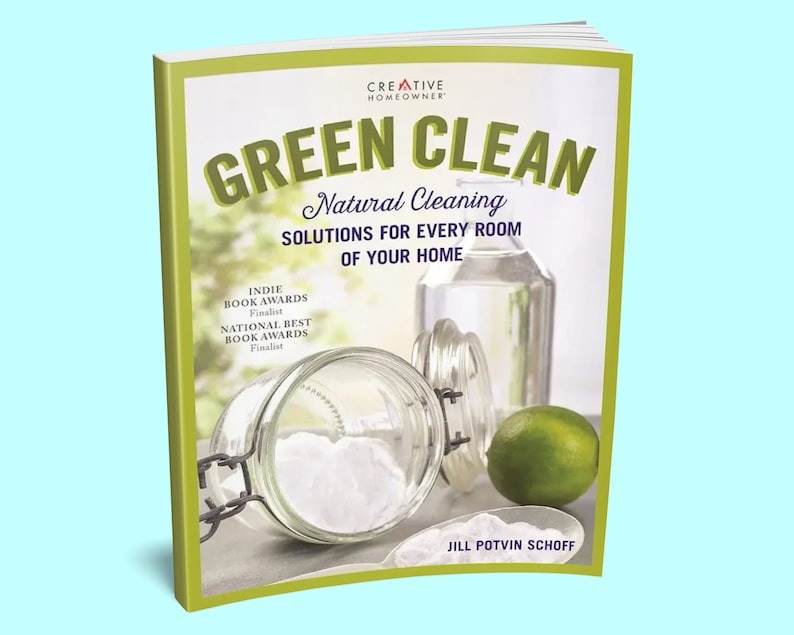 CREATIVE
HOMEOWNER®
GREEN CLEAN
Natural Cleaning
SOLUTIONS FOR EVERY ROOM
OF YOUR HOME
INDIE
BOOK AWARDS
Finalist
NATIONAL BEST
BOOK AWARDS
Finalist
JILL POTVIN SCHOFF